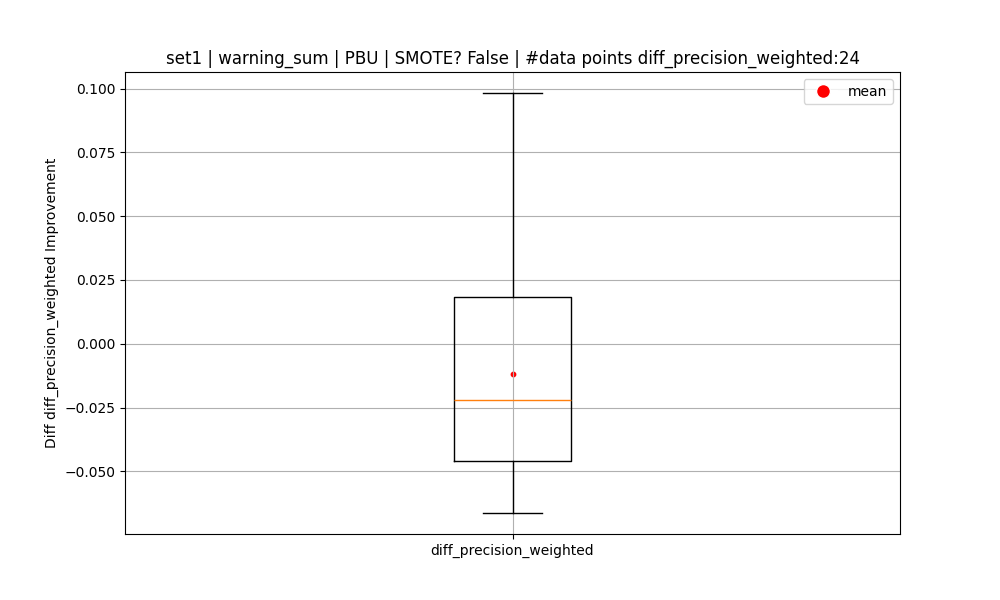 set1 | warning_sum | PBU | SMOTE? False | #data points diff_precision_weighted:24
mean
Diff diff_precision_weighted Improvement
0.100
0.075
0.050
0.025
0.000
−0.025
−0.050
diff_precision_weighted